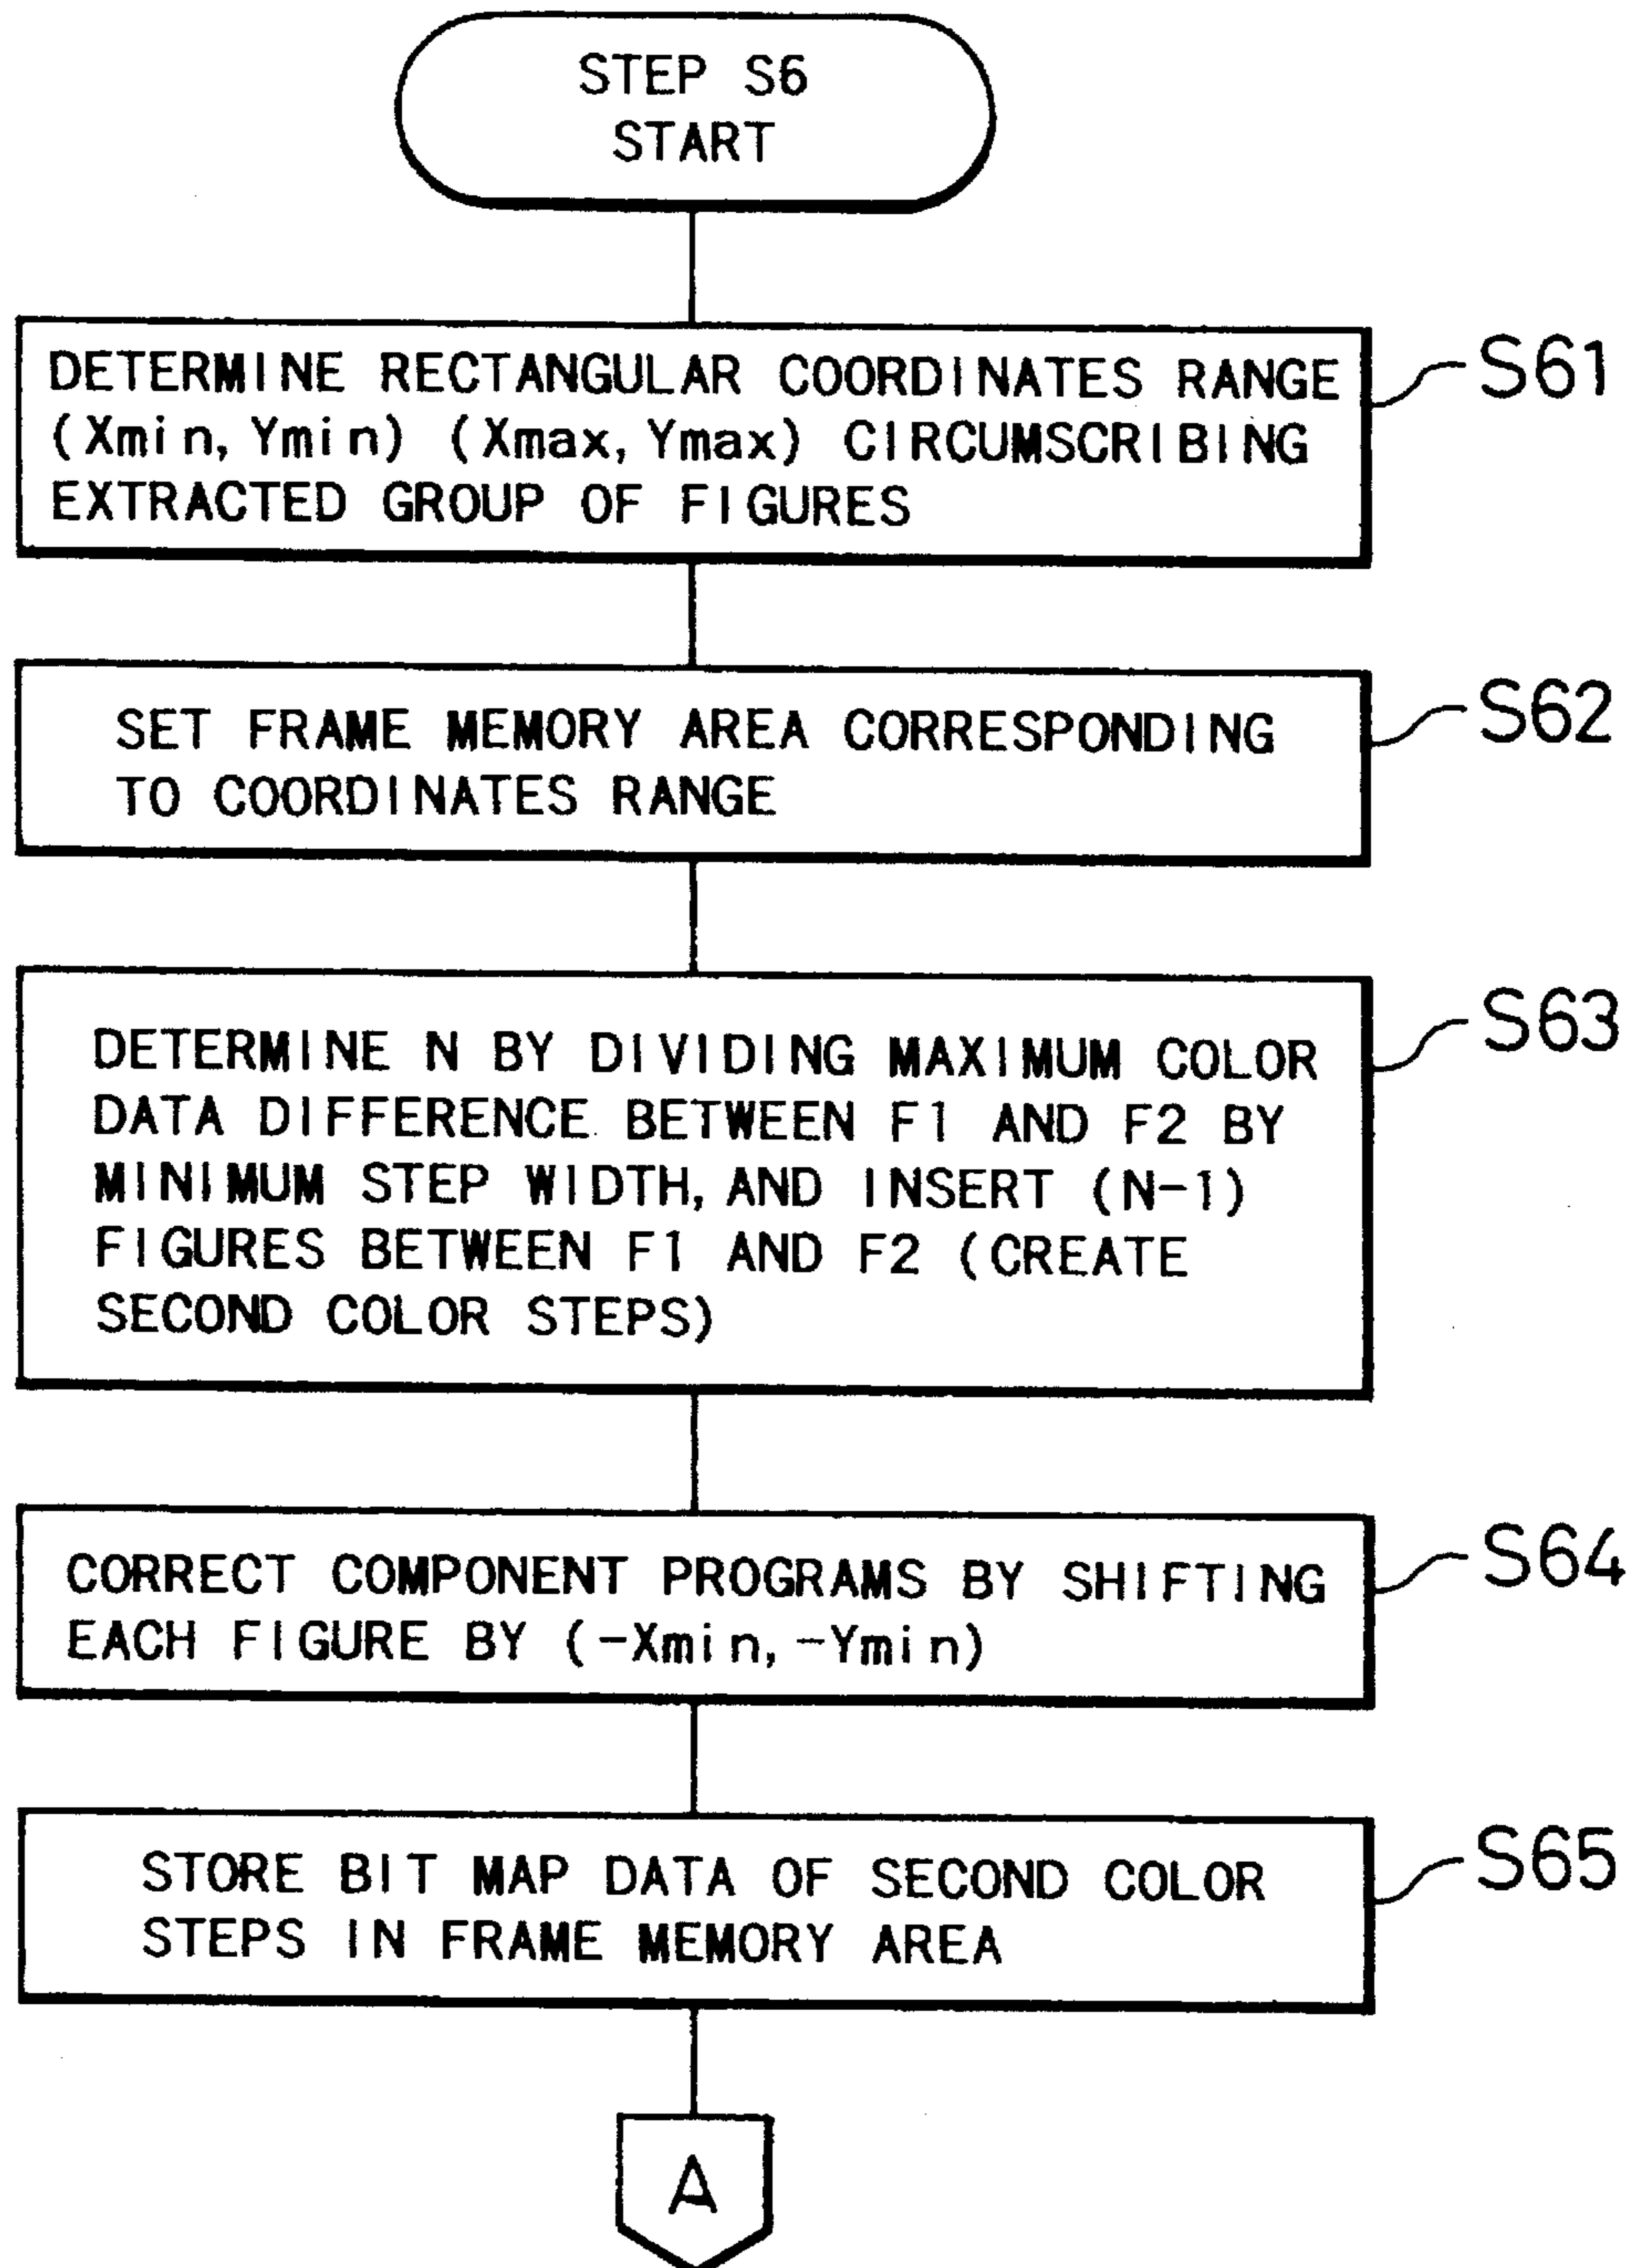 STEP S6
START
DETERMINE RECTANGULAR COORDINATES RANGE
(Xmin, Ymin) (Xmax, Ymax) CIRCUMSCRIBING
EXTRACTED GROUP OF FIGURES
S61
SET FRAME MEMORY AREA CORRESPONDING
TO COORDINATES RANGE
S62
DETERMINE N BY DIVIDING MAXIMUM COLOR
DATA DIFFERENCE BETWEEN F1 AND F2 BY
MINIMUM STEP WIDTH, AND INSERT (N-1)
FIGURES BETWEEN F1 AND F2 (CREATE
SECOND COLOR STEPS)
S63
CORRECT COMPONENT PROGRAMS BY SHIFTING
EACH FIGURE BY (-Xmin, -Ymin)
S64
STORE BIT MAP DATA OF SECOND COLOR
STEPS IN FRAME MEMORY AREA
S65
A